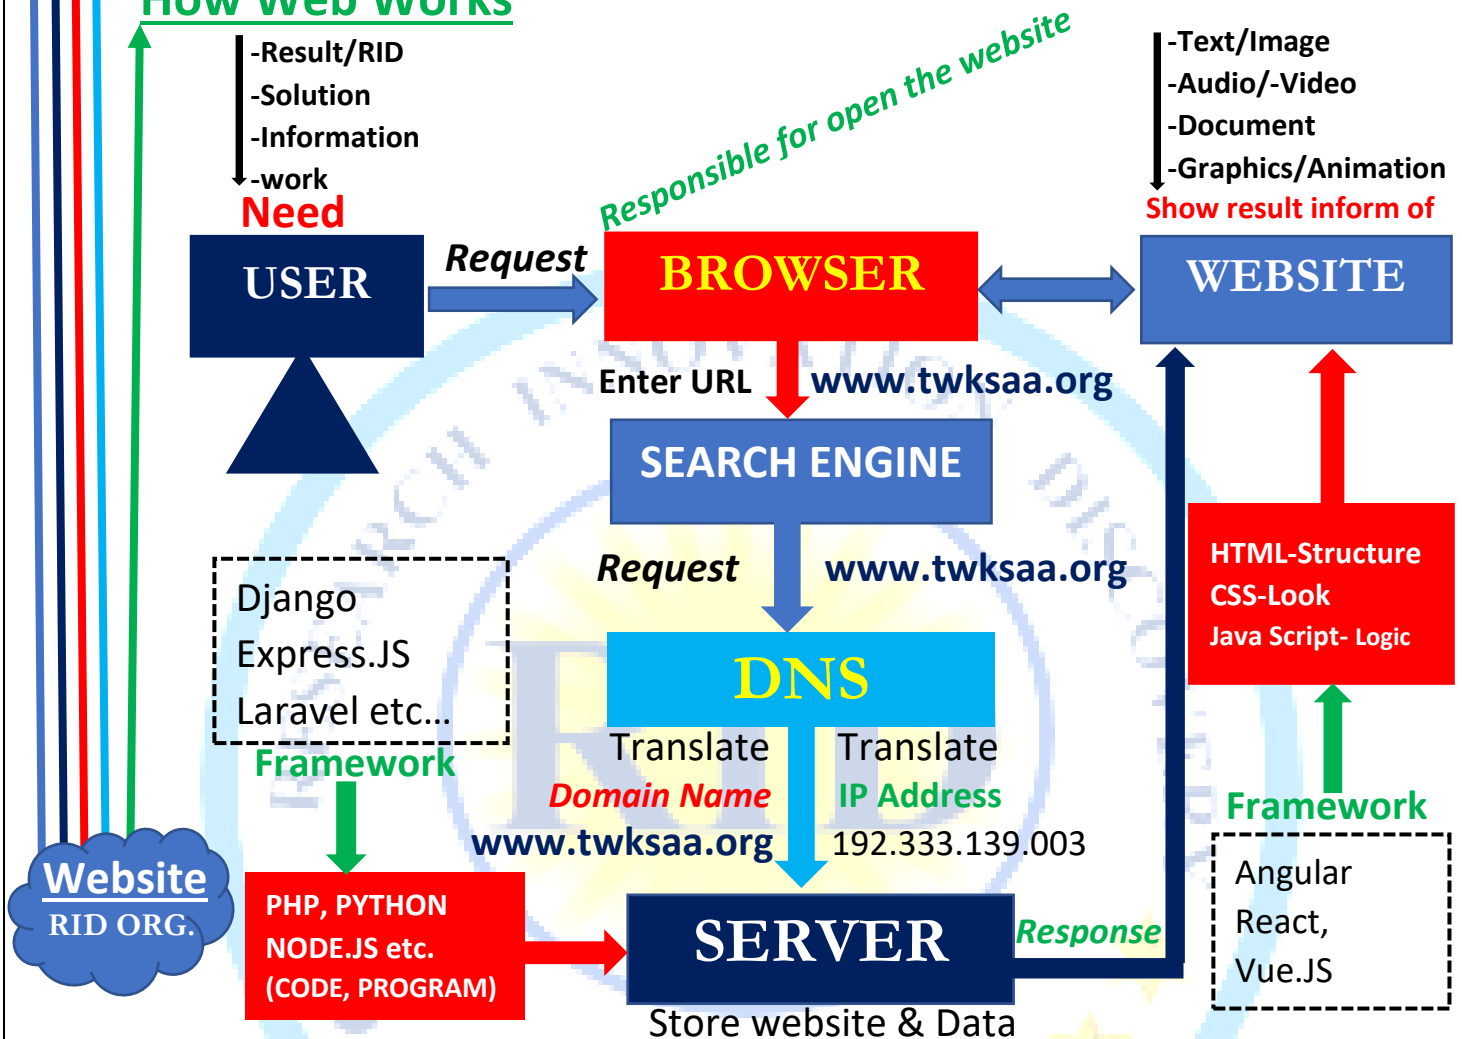 How Web Works
-Result/RID
-Solution
-Information
-work
Need
USER
Request
Responsible for open the website
BROWSER
-Text/Image
-Audio/-Video
-Document
-Graphics/Animation
Show result inform of
WEBSITE
Enter URL
www.twksaa.org
SEARCH ENGINE
Request
www.twksaa.org
DNS
Translate
Domain Name
www.twksaa.org
Translate
IP Address
192.333.139.003
Django
Express.JS
Laravel etc...
Framework
PHP, PYTHON
NODE.JS etc.
(CODE, PROGRAM)
SERVER
Store website & Data
Response
HTML-Structure
CSS-Look
Java Script- Logic
Framework
Angular
React,
Vue.JS
Website
RID ORG.
RESEARCH INNOVATION DISCOVERY
RID